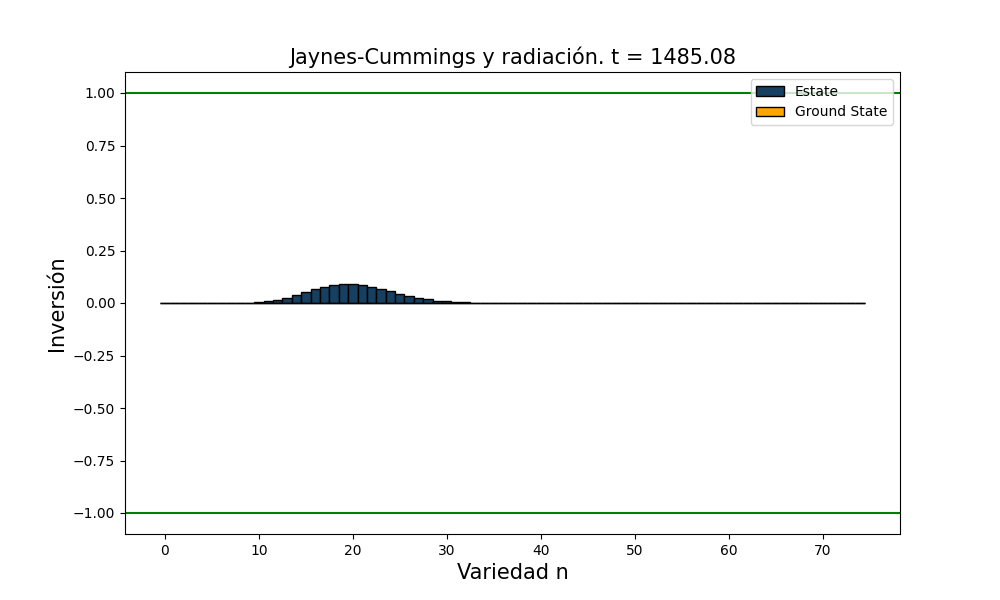 Jaynes-Cummings y radiación. t = 1485.08
Estate
Ground State
Inversión
1.00
0.75
0.50
0.25
0.00
−0.25
−0.50
−0.75
−1.00
0 10 20 30 40 50 60 70
Variedad n